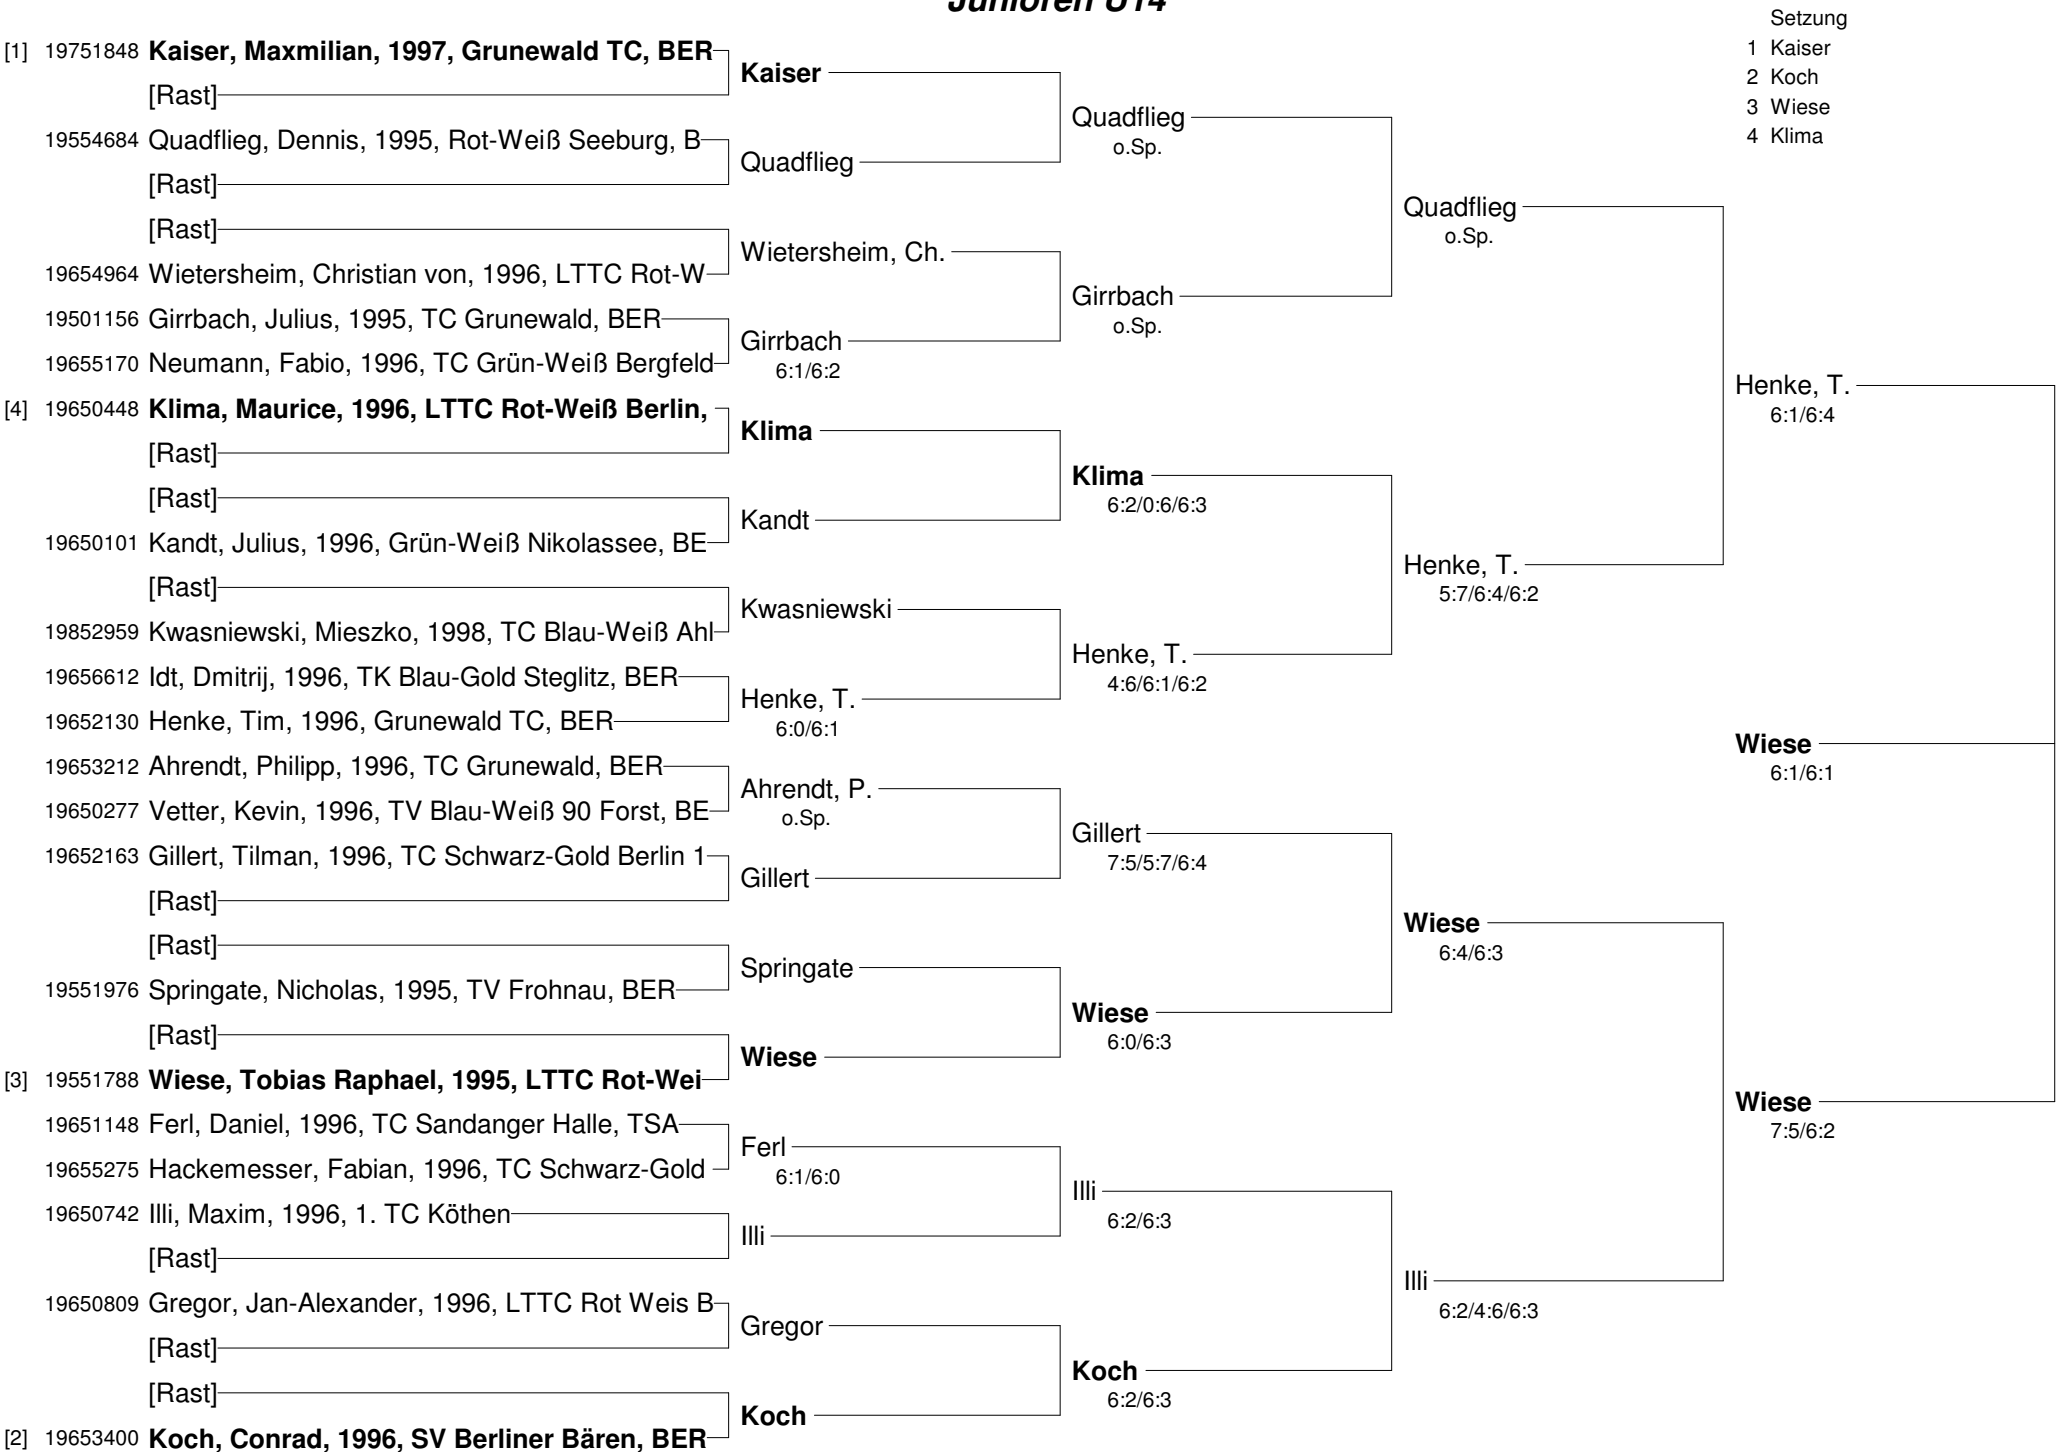 Junioren U14
Setzung
1 Kaiser
2 Koch
3 Wiese
4 Klima
[1] 19751848 Kaiser, Maxmilian, 1997, Grunewald TC, BER
[Rast]
19554684 Quadflieg, Dennis, 1995, Rot-Weiß Seeburg, B
[Rast]
[Rast]
19654964 Wietersheim, Christian von, 1996, LTTC Rot-W
19501156 Girrbach, Julius, 1995, TC Grunewald, BER
19655170 Neumann, Fabio, 1996, TC Grün-Weiß Bergfeld
[4] 19650448 Klima, Maurice, 1996, LTTC Rot-Weiß Berlin,
[Rast]
[Rast]
19650101 Kandt, Julius, 1996, Grün-Weiß Nikolassee, BE
[Rast]
19852959 Kwasniewski, Mieszko, 1998, TC Blau-Weiß Ahl
19656612 Idt, Dmitrij, 1996, TK Blau-Gold Steglitz, BER
19652130 Henke, Tim, 1996, Grunewald TC, BER
19653212 Ahrendt, Philipp, 1996, TC Grunewald, BER
19650277 Vetter, Kevin, 1996, TV Blau-Weiß 90 Forst, BE
19652163 Gillert, Tilman, 1996, TC Schwarz-Gold Berlin 1
[Rast]
[Rast]
19551976 Springate, Nicholas, 1995, TV Frohnau, BER
[Rast]
[3] 19551788 Wiese, Tobias Raphael, 1995, LTTC Rot-Wei
19651148 Ferl, Daniel, 1996, TC Sandanger Halle, TSA
19655275 Hackemesser, Fabian, 1996, TC Schwarz-Gold
19650742 Illi, Maxim, 1996, 1. TC Köthen
[Rast]
19650809 Gregor, Jan-Alexander, 1996, LTTC Rot Weis B
[Rast]
[Rast]
[2] 19653400 Koch, Conrad, 1996, SV Berliner Bären, BER
Kaiser
Quadflieg
Wietersheim, Ch.
Girrbach
6:1/6:2
Klima
Kandt
Kwasniewski
Henke, T.
6:0/6:1
Ahrendt, P.
o.Sp.
Gillert
Springate
Wiese
Ferl
6:1/6:0
Illi
Gregor
Koch
Quadflieg
o.Sp.
Girrbach
o.Sp.
Klima
6:2/0:6/6:3
Henke, T.
4:6/6:1/6:2
Gillert
7:5/5:7/6:4
Wiese
6:0/6:3
Illi
6:2/6:3
Koch
6:2/6:3
Quadflieg
o.Sp.
Henke, T.
5:7/6:4/6:2
Wiese
6:4/6:3
Illi
6:2/4:6/6:3
Henke, T.
6:1/6:4
Wiese
6:1/6:1
Wiese
7:5/6:2